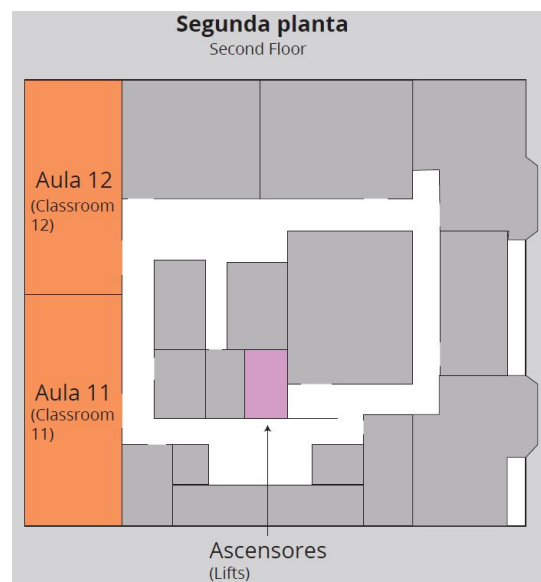 Segunda planta
Second Floor
Aula 12
(Classroom
12)
Aula 11
(Classroom
11)
Ascensores
(Lifts)